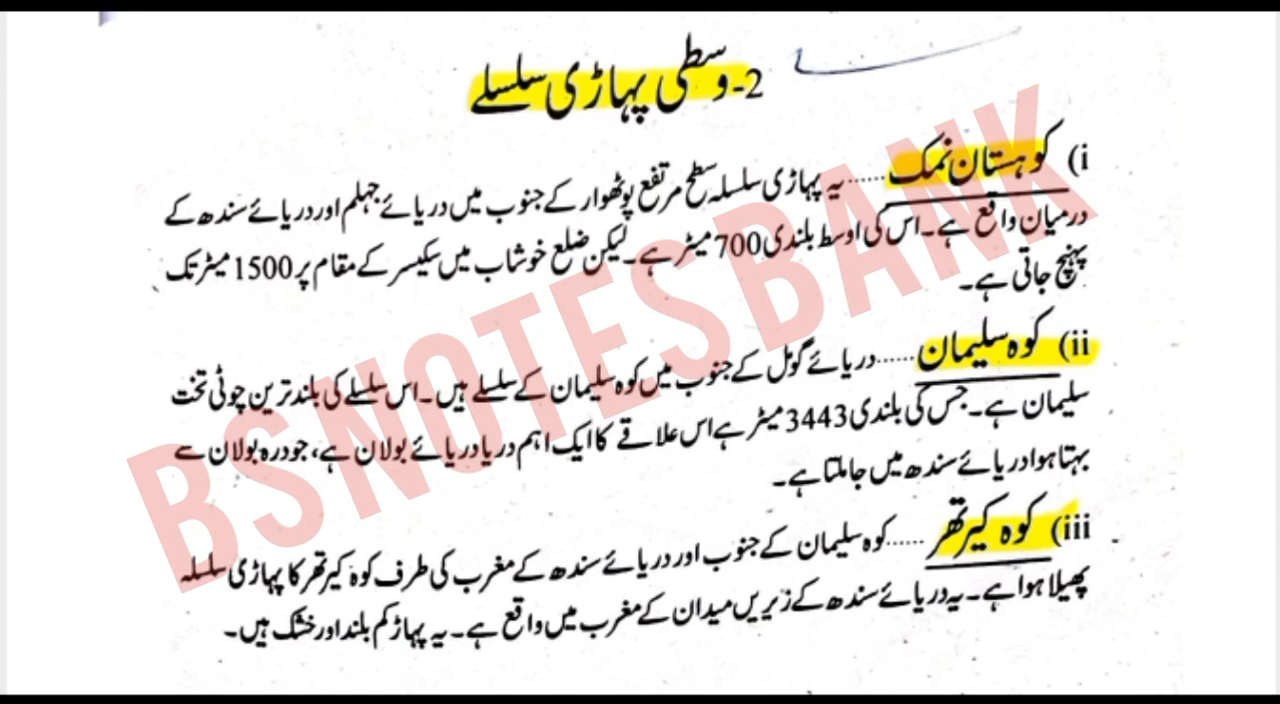 2-وسطی پہاڑی سلسلے
i) کوہستان نمک......یہ پہاڑی سلسلہ سطح مرتفع پوٹھوار کے جنوب میں دریائے جہلم اور دریائے سندھ کے
درمیان واقع ہے۔اس کی اوسط بلندی 700 میٹر ہے۔لیکن ضلع خوشاب میں سکیسر کے مقام پر 1500 میٹر تک
پہنچ جاتی ہے۔
ii) کوہ سلیمان......دریائے گومل کے جنوب میں کوہ سلیمان کے سلسلے ہیں۔اس سلسلے کی بلند ترین چوٹی تخت
سلیمان ہے۔جس کی بلندی 3443 میٹر ہے اس علاقے کا ایک اہم دریا دریائے بولان ہے، جو درہ بولان سے
بہتا ہوا دریائے سندھ میں جاملتا ہے۔
iii) کوہ کیرتھر......کوہ سلیمان کے جنوب اور دریائے سندھ کے مغرب کی طرف کوہ کیرتھر کا پہاڑی سلسلہ
پھیلا ہوا ہے۔یہ دریائے سندھ کے زیریں میدان کے مغرب میں واقع ہے۔یہ پہاڑ کم بلند اور خشک ہیں۔
BSNOTESBANK